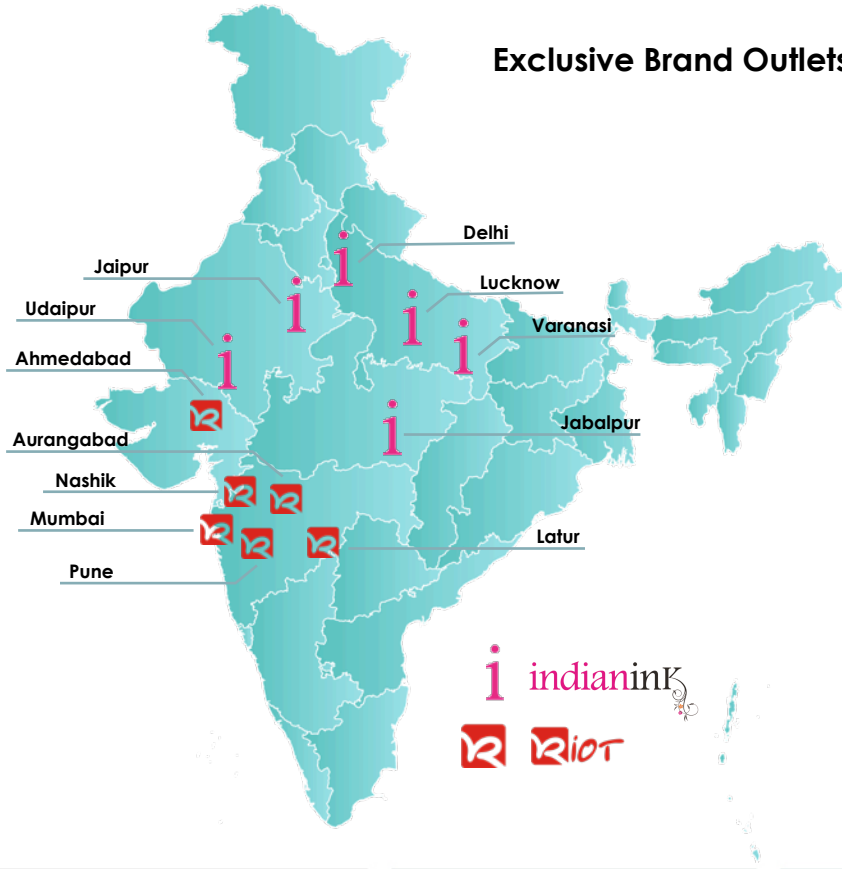 Exclusive Brand Outlets
Delhi
Jaipur
Lucknow
Udaipur
Varanasi
Ahmedabad
Jabalpur
Aurangabad
Nashik
Mumbai
Latur
Pune
i indianink
R RIOT